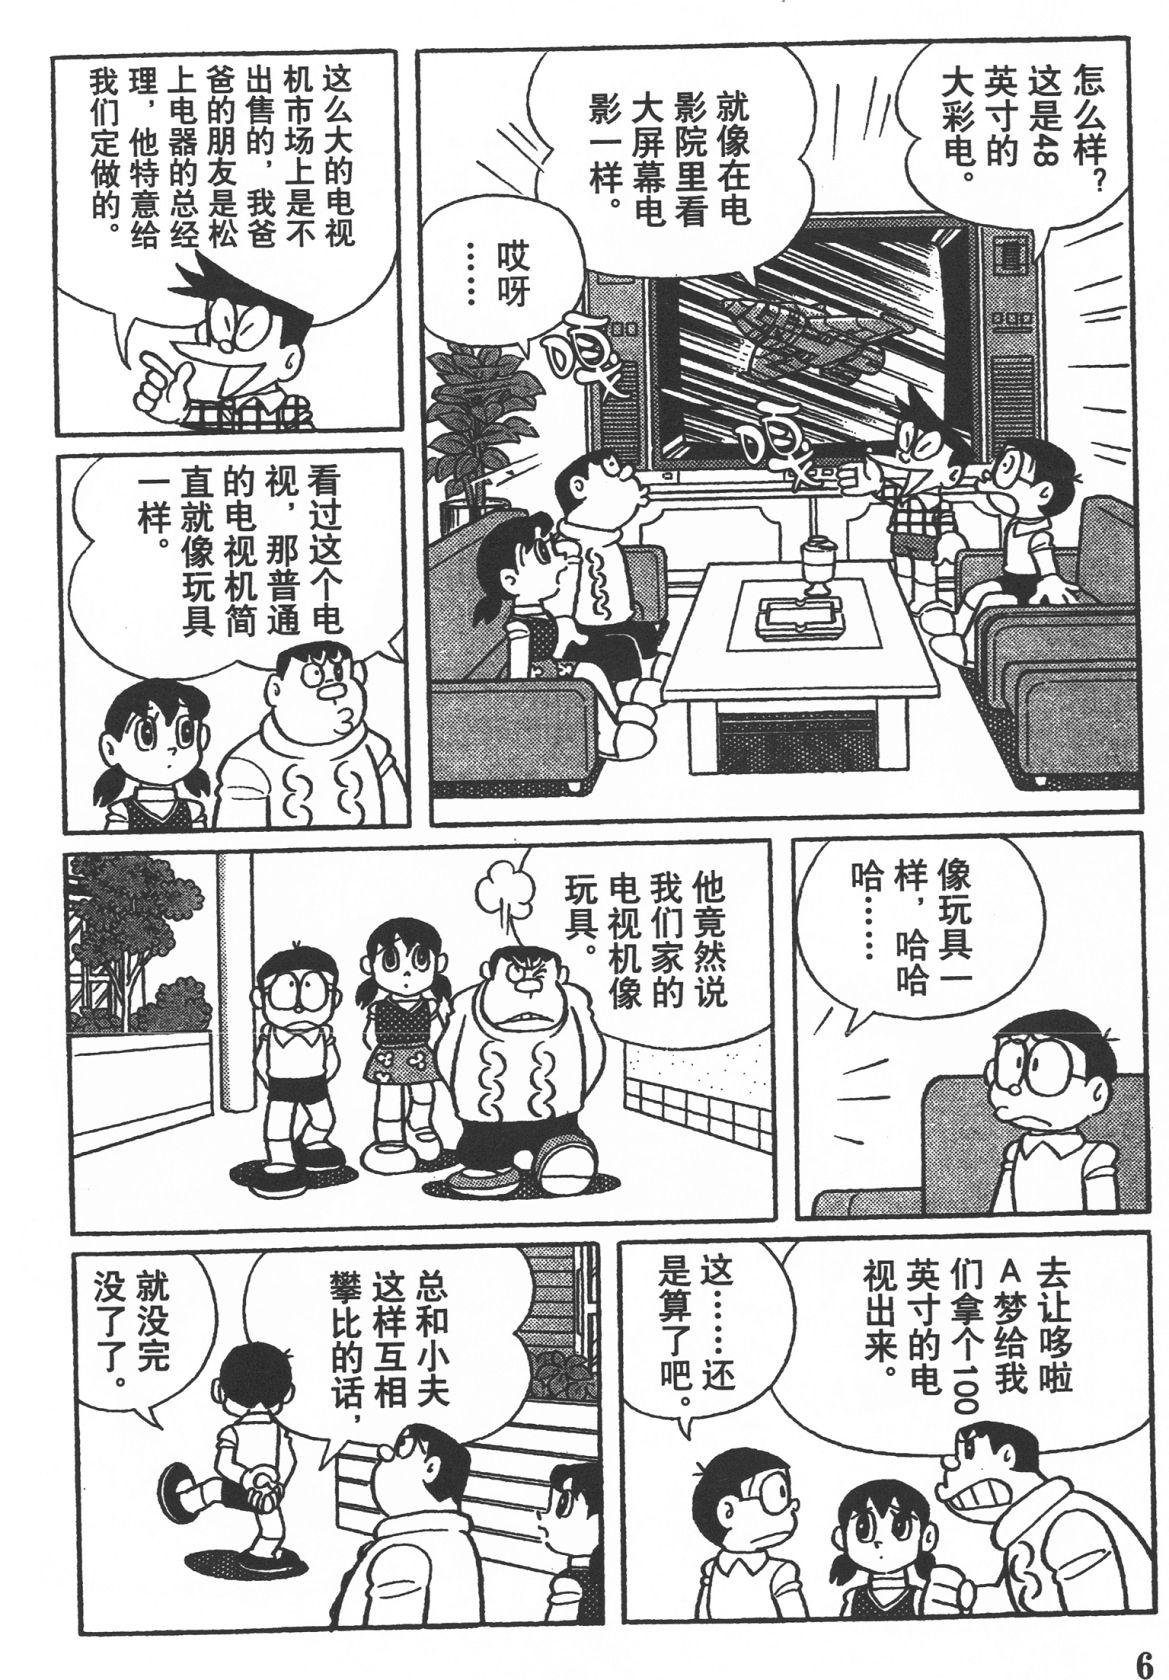 怎么样？
这是48
英寸的
大彩电。
就像在电
影院里看
大屏幕电
影一样。
哎呀
……
这么大的电视
机市场上是不
出售的，我爸
爸的朋友是松
上电器的总经
理，他特意给
我们定做的。
看过这个电
视，那普通
的电视机简
直就像玩具
一样。
像玩具一
样，哈哈
哈……
他竟然说
我们家的
电视机像
玩具。
去让哆啦
A梦给我
们拿个100
英寸的电
视出来。
这……还
是算了吧。
总和小夫
这样互相
攀比的话，
就没完
没了了。
6